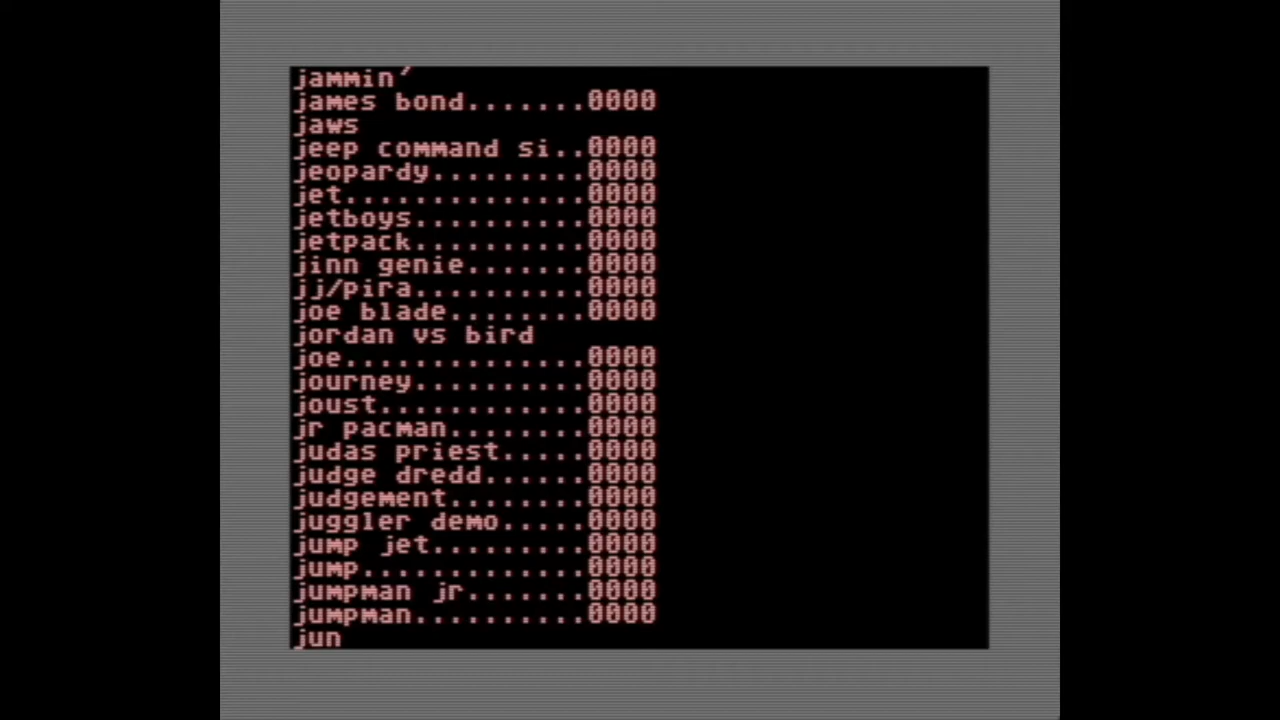 jammin'
james bond.......0000
jaws
jeep command si..0000
jeopardy.........0000
jet..............0000
jetboys..........0000
jetpack..........0000
jinn genie.......0000
jj/pira..........0000
joe blade........0000
jordan vs bird
joe..............0000
journey..........0000
joust............0000
jr pacman........0000
judas priest.....0000
judge dredd......0000
judgement........0000
juggler demo.....0000
jump jet.........0000
jump.............0000
jumpman jr.......0000
jumpman..........0000
jun